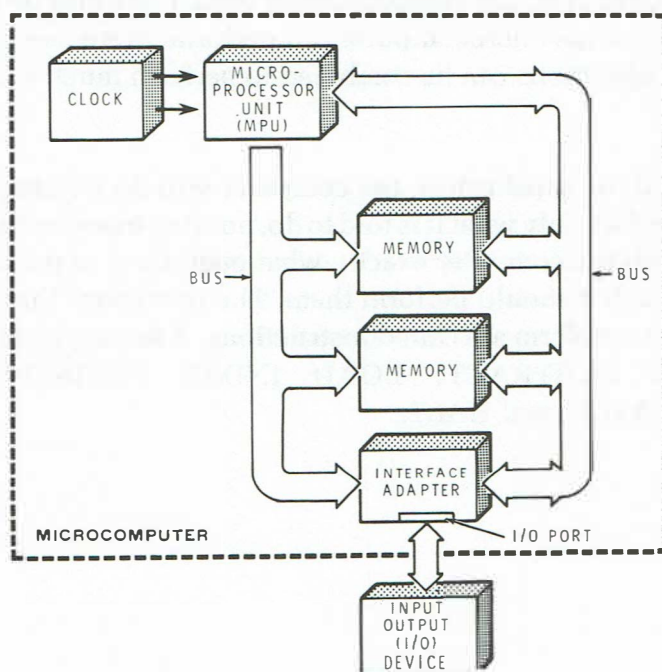 CLOCK
MICRO-
PROCESSOR
UNIT
(MPU)
MEMORY
BUS
BUS
MEMORY
INTERFACE
ADAPTER
I/O PORT
MICROCOMPUTER
INPUT
OUTPUT
(I/O)
DEVICE